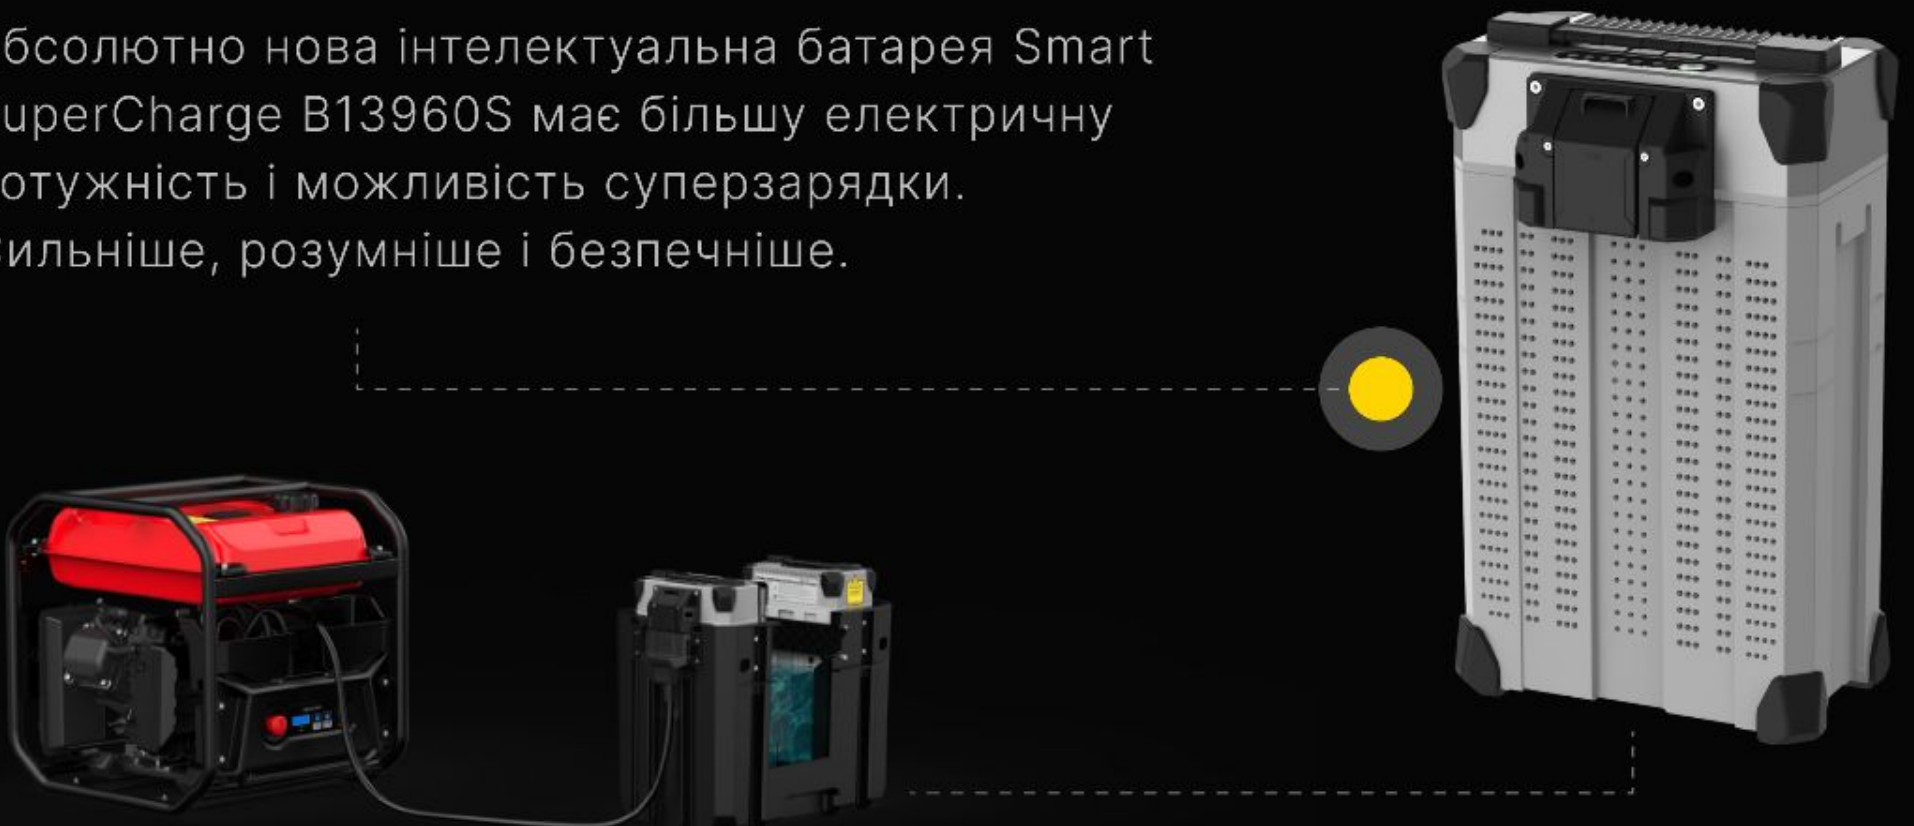 бсолютно нова інтелектуальна батарея Smart
uperCharge B13960S має більшу електричну
отужність і можливість суперзарядки.
ильніше, розумніше і безпечніше.